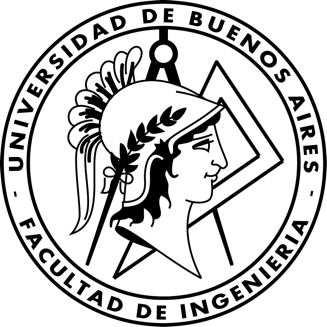 UNIVERSIDAD DE BUENOS AIRES
- FACULTAD DE INGENIERIA -